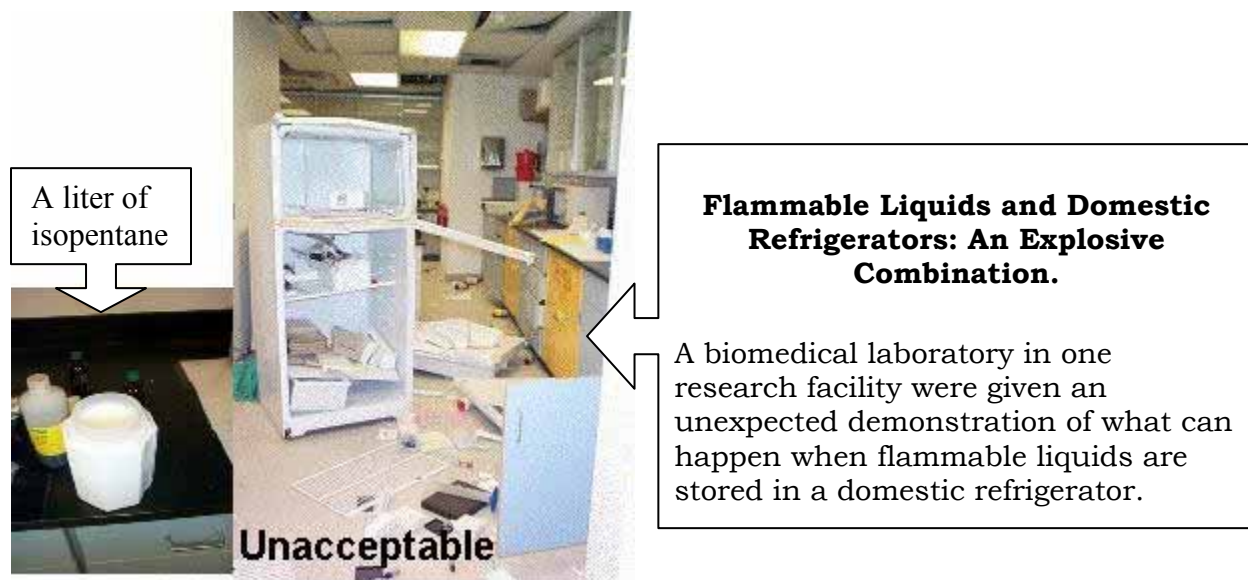 A liter of
isopentane
Unacceptable
Flammable Liquids and Domestic
Refrigerators: An Explosive
Combination.
A biomedical laboratory in one
research facility were given an
unexpected demonstration of what can
happen when flammable liquids are
stored in a domestic refrigerator.